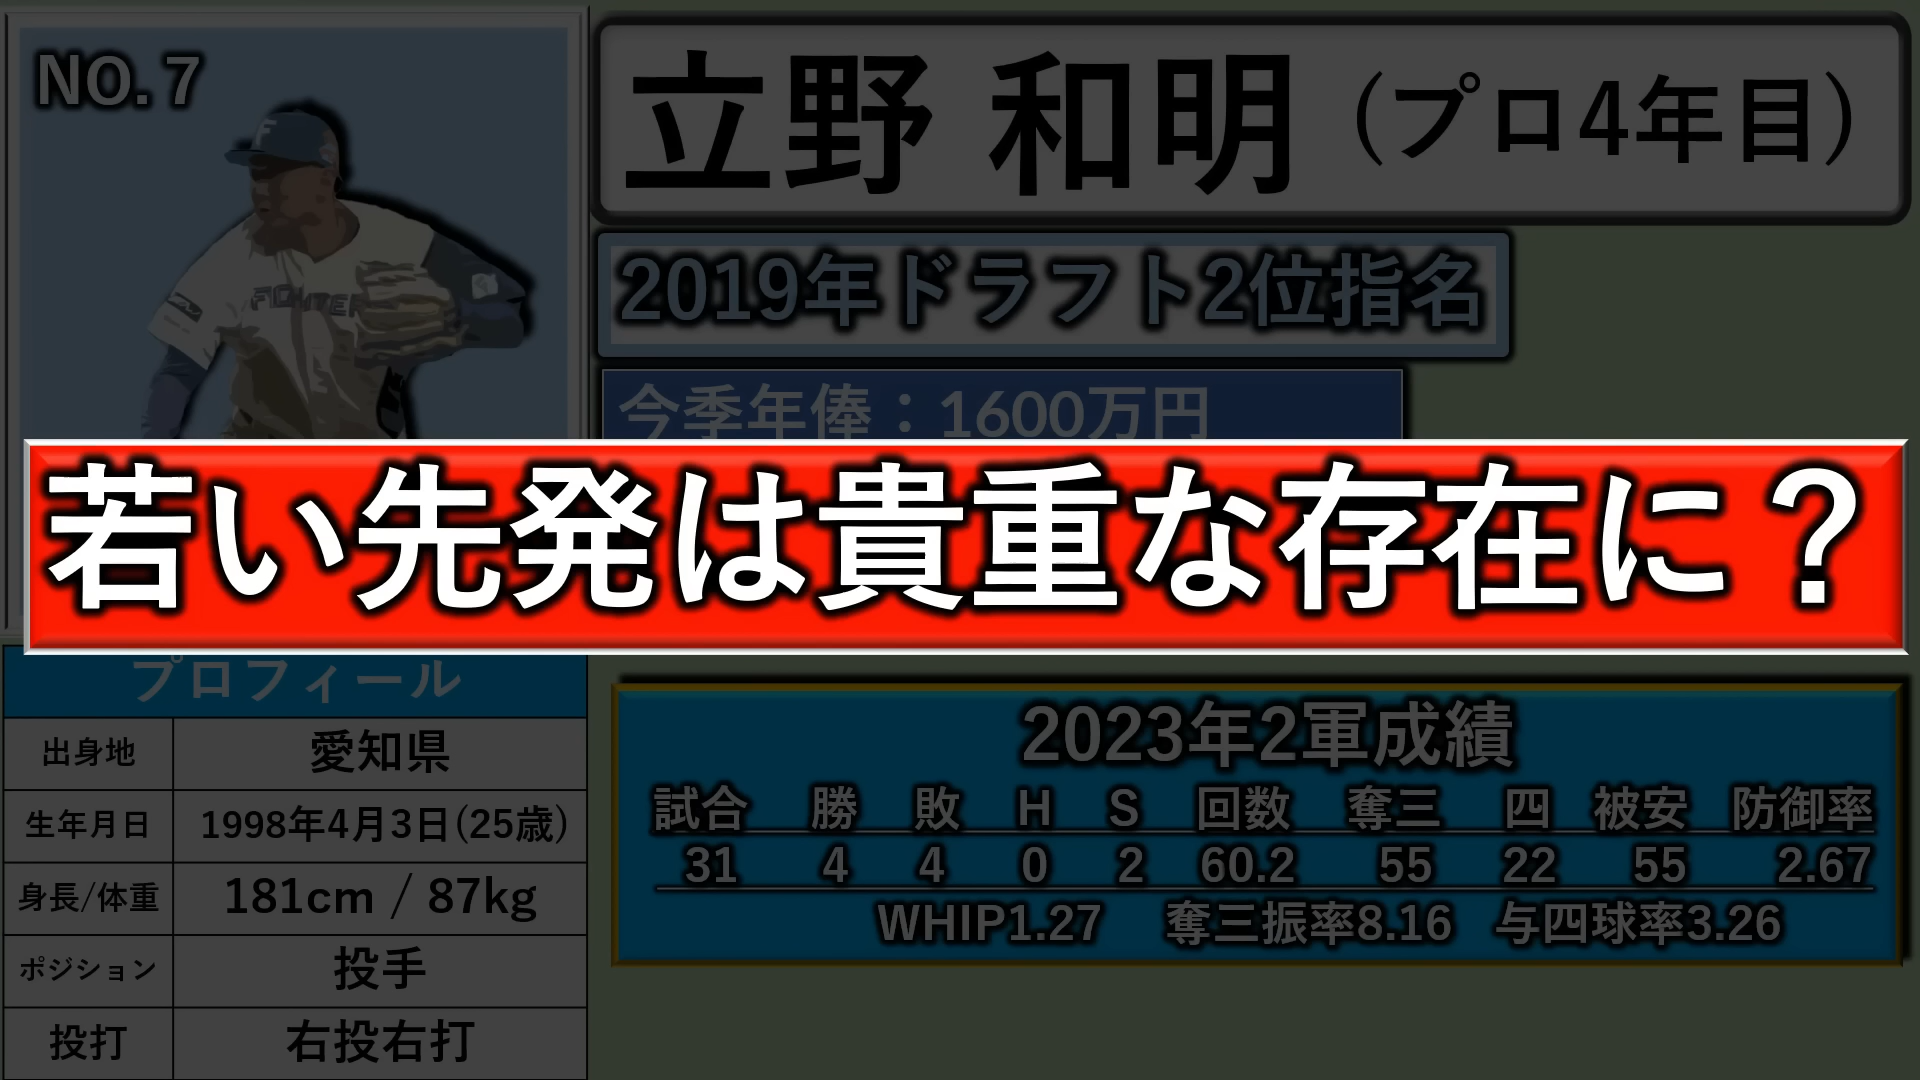 NO.7
立野 和明（プロ4年目）
2019年ドラフト2位指名
今季年俸：1600万円
若い先発は貴重な存在に？
プロフィール
出身地 愛知県
生年月日 1998年4月3日(25歳)
身長/体重 181cm / 87kg
ポジション 投手
投打 右投右打
2023年2軍成績
試合 勝 敗 H S 回数 奪三 四 被安 防御率
31 4 4 0 2 60.2 55 22 55 2.67
WHIP1.27 奪三振率8.16 与四球率3.26